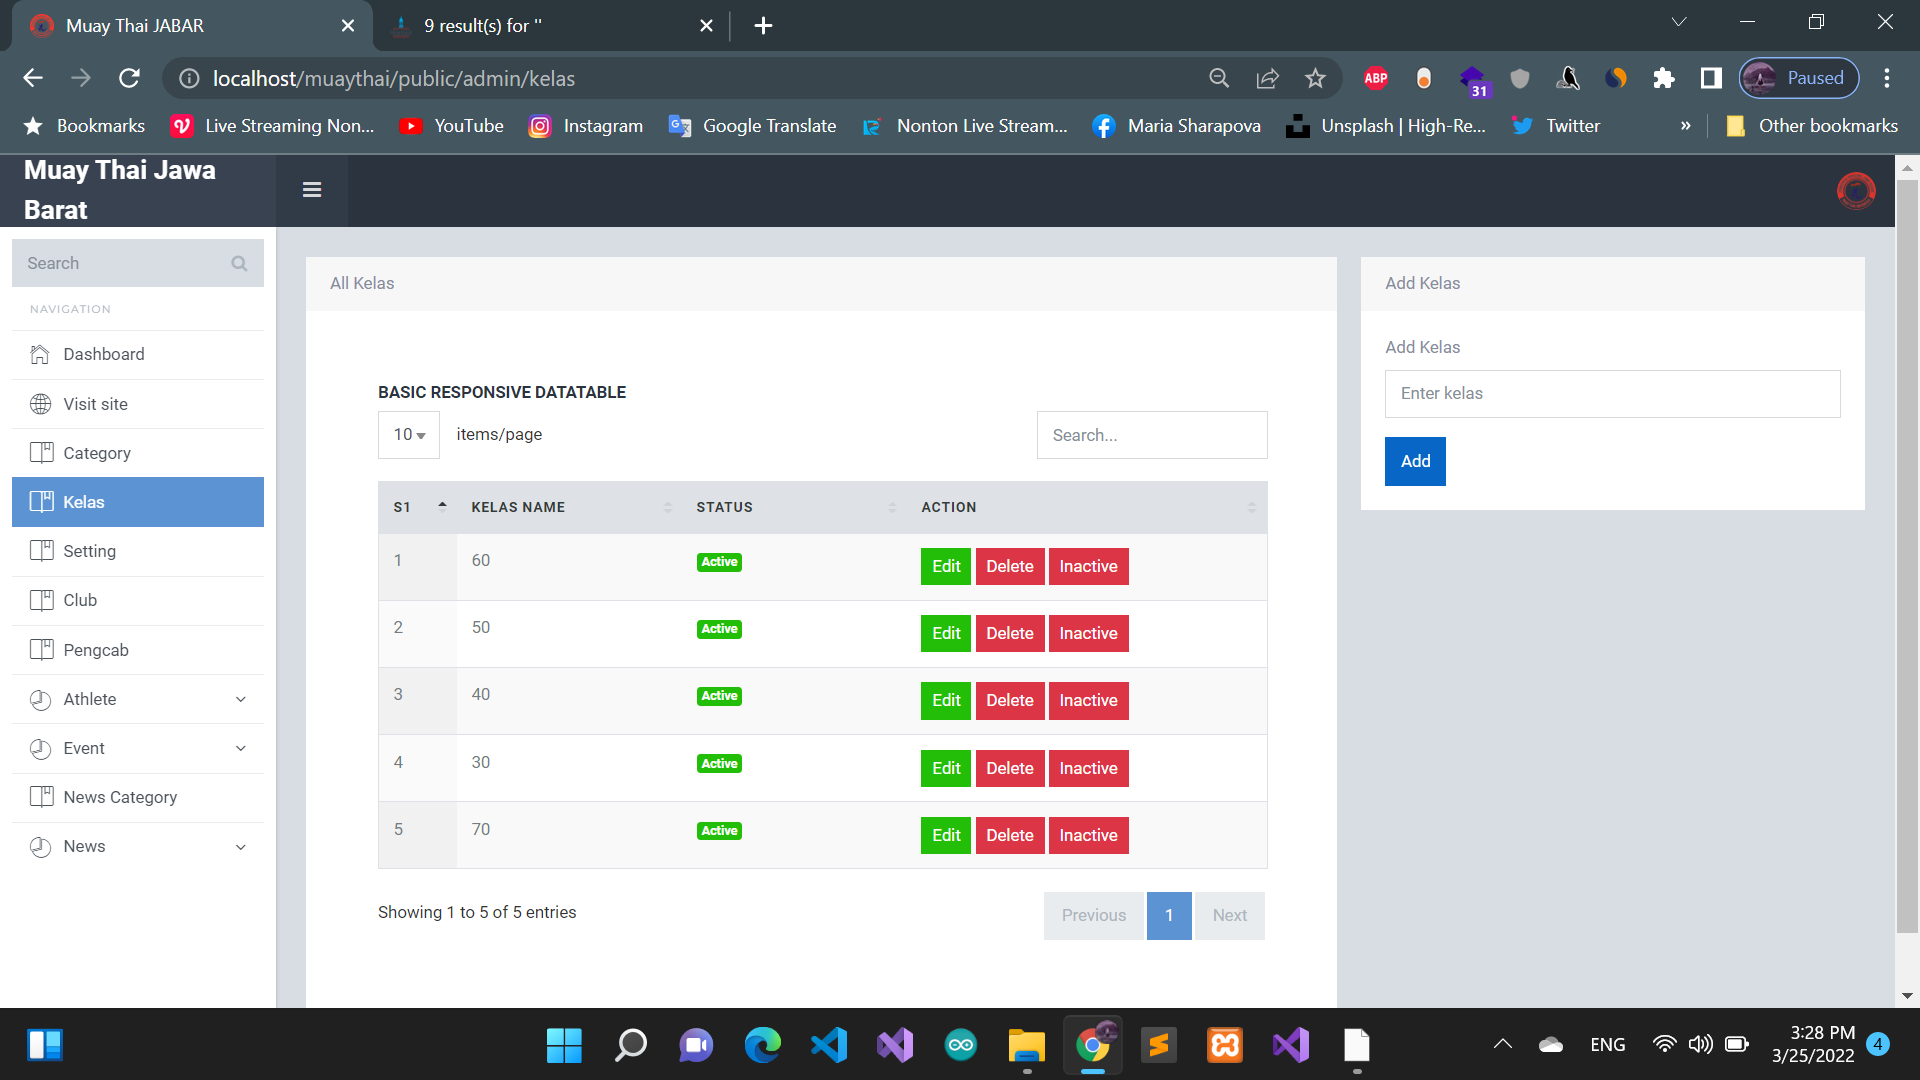 Muay Thai JABAR
9 result(s) for ''
localhost/muaythai/public/admin/kelas
ABP
31
Paused
Bookmarks
Live Streaming Non...
YouTube
Instagram
Google Translate
Nonton Live Stream...
Maria Sharapova
Unsplash | High-Re...
Twitter
»
Other bookmarks
Muay Thai Jawa
Barat
Search
NAVIGATION
Dashboard
Visit site
Category
Kelas
Setting
Club
Pengcab
Athlete
Event
News Category
News
All Kelas
BASIC RESPONSIVE DATATABLE
10 items/page
Search...
S1 KELAS NAME STATUS ACTION
1 60 Active Edit Delete Inactive
2 50 Active Edit Delete Inactive
3 40 Active Edit Delete Inactive
4 30 Active Edit Delete Inactive
5 70 Active Edit Delete Inactive
Showing 1 to 5 of 5 entries
Previous 1 Next
Add Kelas
Add Kelas
Enter kelas
Add
ENG
3:28 PM
3/25/2022
4